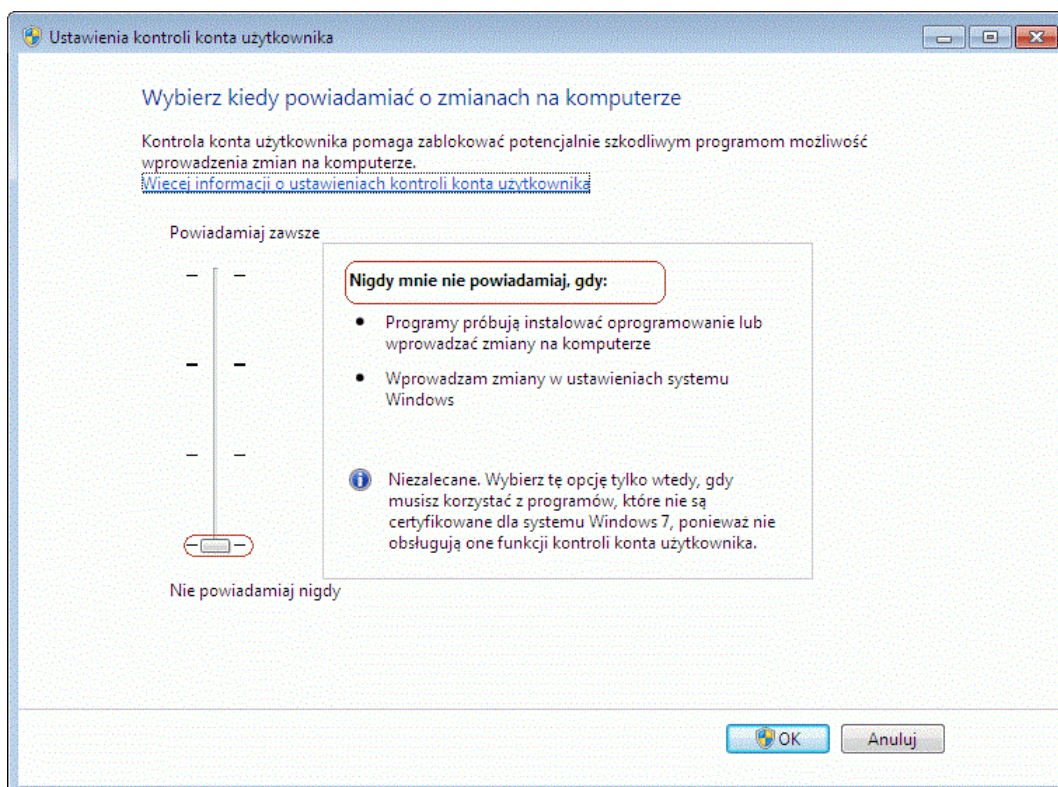 Ustawienia kontroli konta użytkownika
Wybierz kiedy powiadamiać o zmianach na komputerze
Kontrola konta użytkownika pomaga zablokować potencjalnie szkodliwym programom możliwość
wprowadzenia zmian na komputerze.
Więcej informacji o ustawieniach kontroli konta użytkownika
Powiadamiaj zawsze
Nigdy mnie nie powiadamiaj, gdy:
• Programy próbują instalować oprogramowanie lub
wprowadzać zmiany na komputerze
• Wprowadzam zmiany w ustawieniach systemu
Windows
Niezalecane. Wybierz tę opcję tylko wtedy, gdy
musisz korzystać z programów, które nie są
certyfikowane dla systemu Windows 7, ponieważ nie
obsługują one funkcji kontroli konta użytkownika.
Nie powiadamiaj nigdy
OK
Anuluj